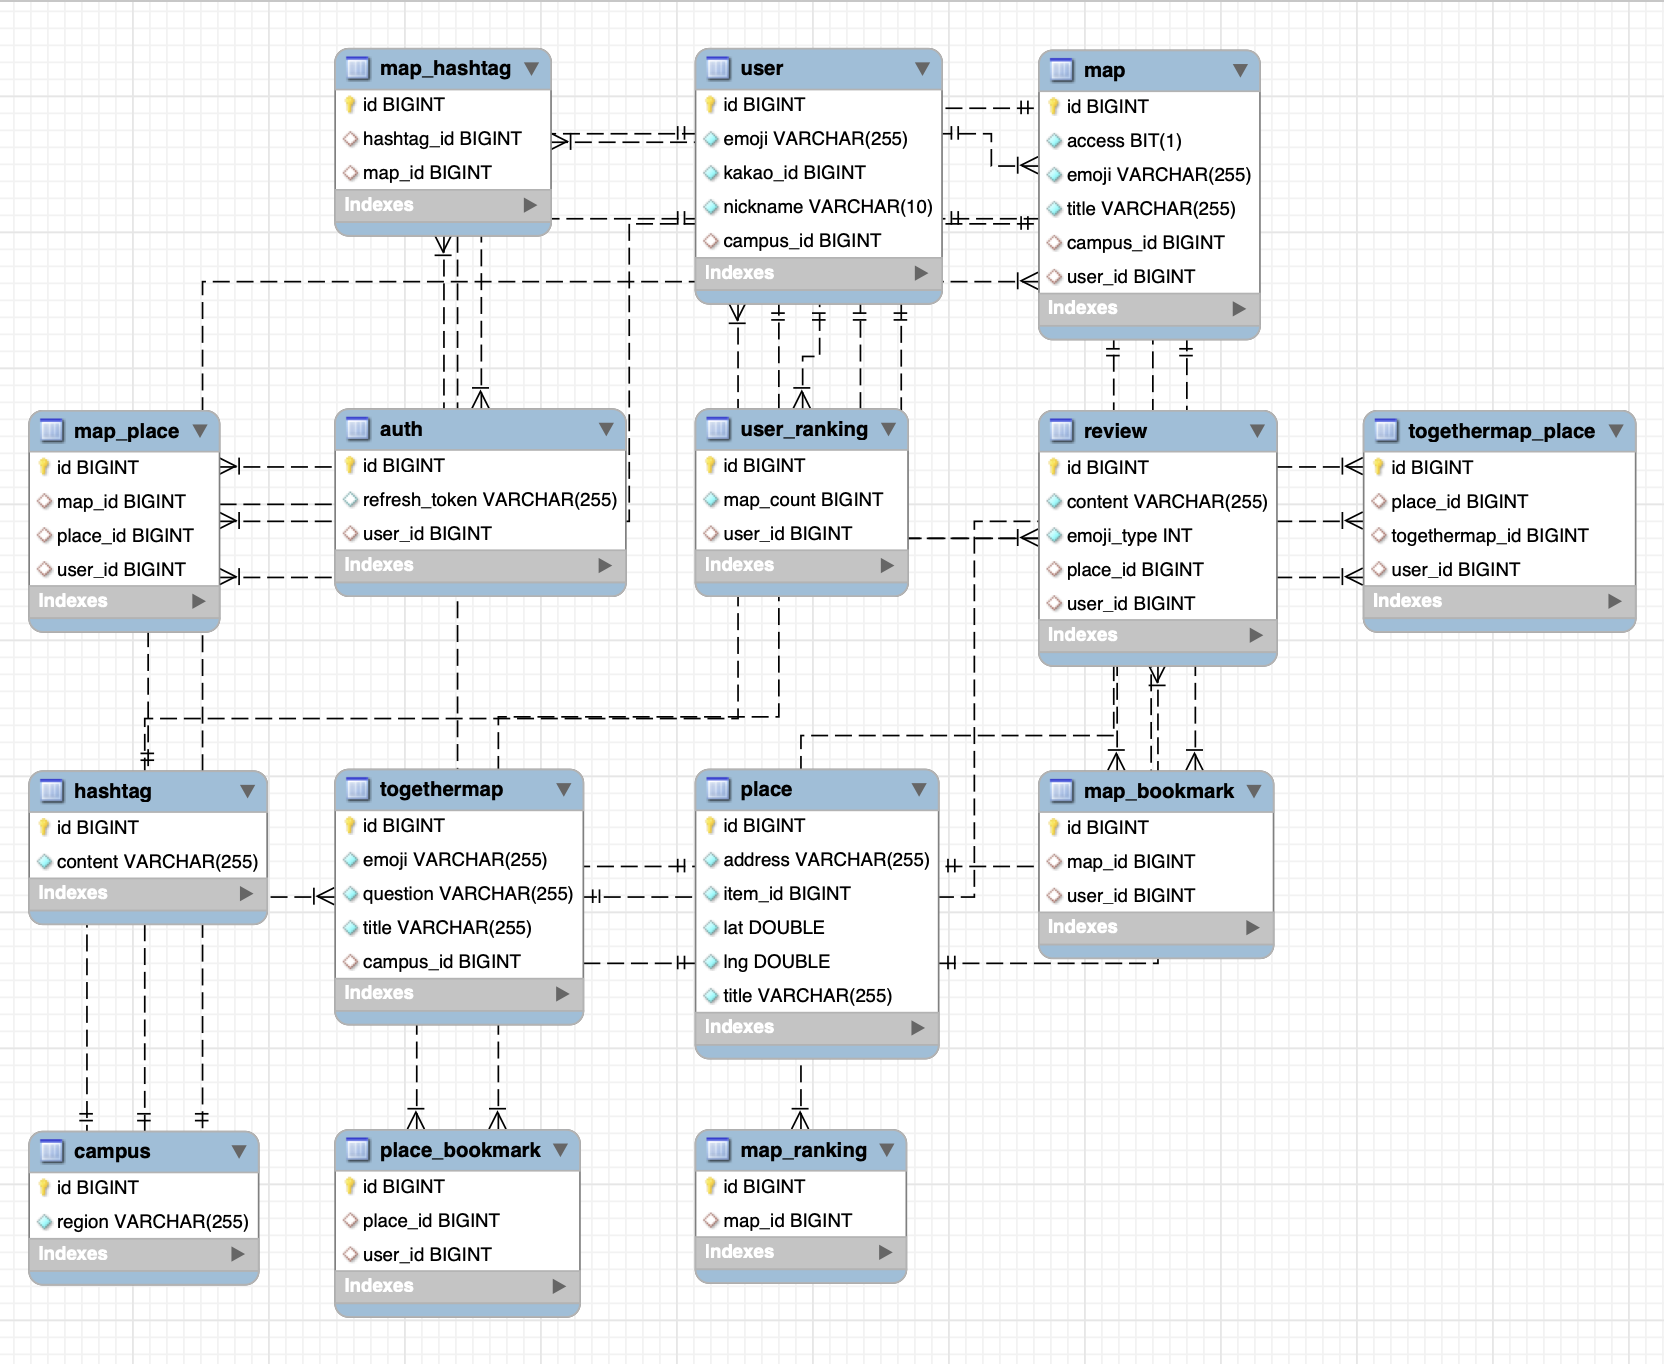 map_hashtag
id BIGINT
hashtag_id BIGINT
map_id BIGINT
Indexes
user
id BIGINT
emoji VARCHAR(255)
kakao_id BIGINT
nickname VARCHAR(10)
campus_id BIGINT
Indexes
map
id BIGINT
access BIT(1)
emoji VARCHAR(255)
title VARCHAR(255)
campus_id BIGINT
user_id BIGINT
Indexes
map_place
id BIGINT
map_id BIGINT
place_id BIGINT
user_id BIGINT
Indexes
auth
id BIGINT
refresh_token VARCHAR(255)
user_id BIGINT
Indexes
user_ranking
id BIGINT
map_count BIGINT
user_id BIGINT
Indexes
review
id BIGINT
content VARCHAR(255)
emoji_type INT
place_id BIGINT
user_id BIGINT
Indexes
togethermap_place
id BIGINT
place_id BIGINT
togethermap_id BIGINT
user_id BIGINT
Indexes
hashtag
id BIGINT
content VARCHAR(255)
Indexes
togethermap
id BIGINT
emoji VARCHAR(255)
question VARCHAR(255)
title VARCHAR(255)
campus_id BIGINT
Indexes
place
id BIGINT
address VARCHAR(255)
item_id BIGINT
lat DOUBLE
lng DOUBLE
title VARCHAR(255)
Indexes
map_bookmark
id BIGINT
map_id BIGINT
user_id BIGINT
Indexes
campus
id BIGINT
region VARCHAR(255)
Indexes
place_bookmark
id BIGINT
place_id BIGINT
user_id BIGINT
Indexes
map_ranking
id BIGINT
map_id BIGINT
Indexes